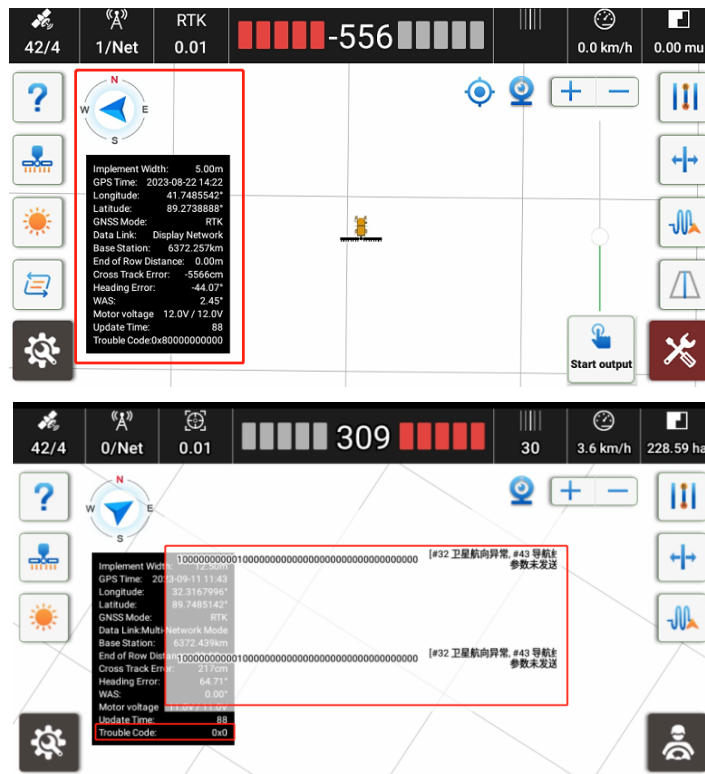 42/4
1/Net
RTK
0.01
-556
0.0 km/h
0.00 mu
N
W
E
S
Implement Width: 5.00m
GPS Time: 2023-08-22 14:22
Longitude: 41.7485542°
Latitude: 89.2738888°
GNSS Mode: RTK
Data Link: Display Network
Base Station: 6372.257km
End of Row Distance: 0.00m
Cross Track Error: -5566cm
Heading Error: -44.07°
WAS: 2.45°
Motor voltage 12.0V / 12.0V
Update Time: 88
Trouble Code:0x80000000000
Start output
42/4
0/Net
0.01
309
30
3.6 km/h
228.59 ha
N
W
E
S
Implement Width: 12.50m
GPS Time: 2023-09-11 11:43
Longitude: 32.3167996°
Latitude: 89.7485142°
GNSS Mode: RTK
Data Link:Multi-Network Mode
Base Station: 6372.439km
End of Row
Cross Track Error: 217cm
Heading Error: 64.71°
WAS: 0.00°
Motor voltage 11.0V / 11.0V
Update Time: 88
Trouble Code: 0x0
[#32 卫星航向异常, #43 导航
参数未发送
[#32 卫星航向异常, #43 导航
参数未发送